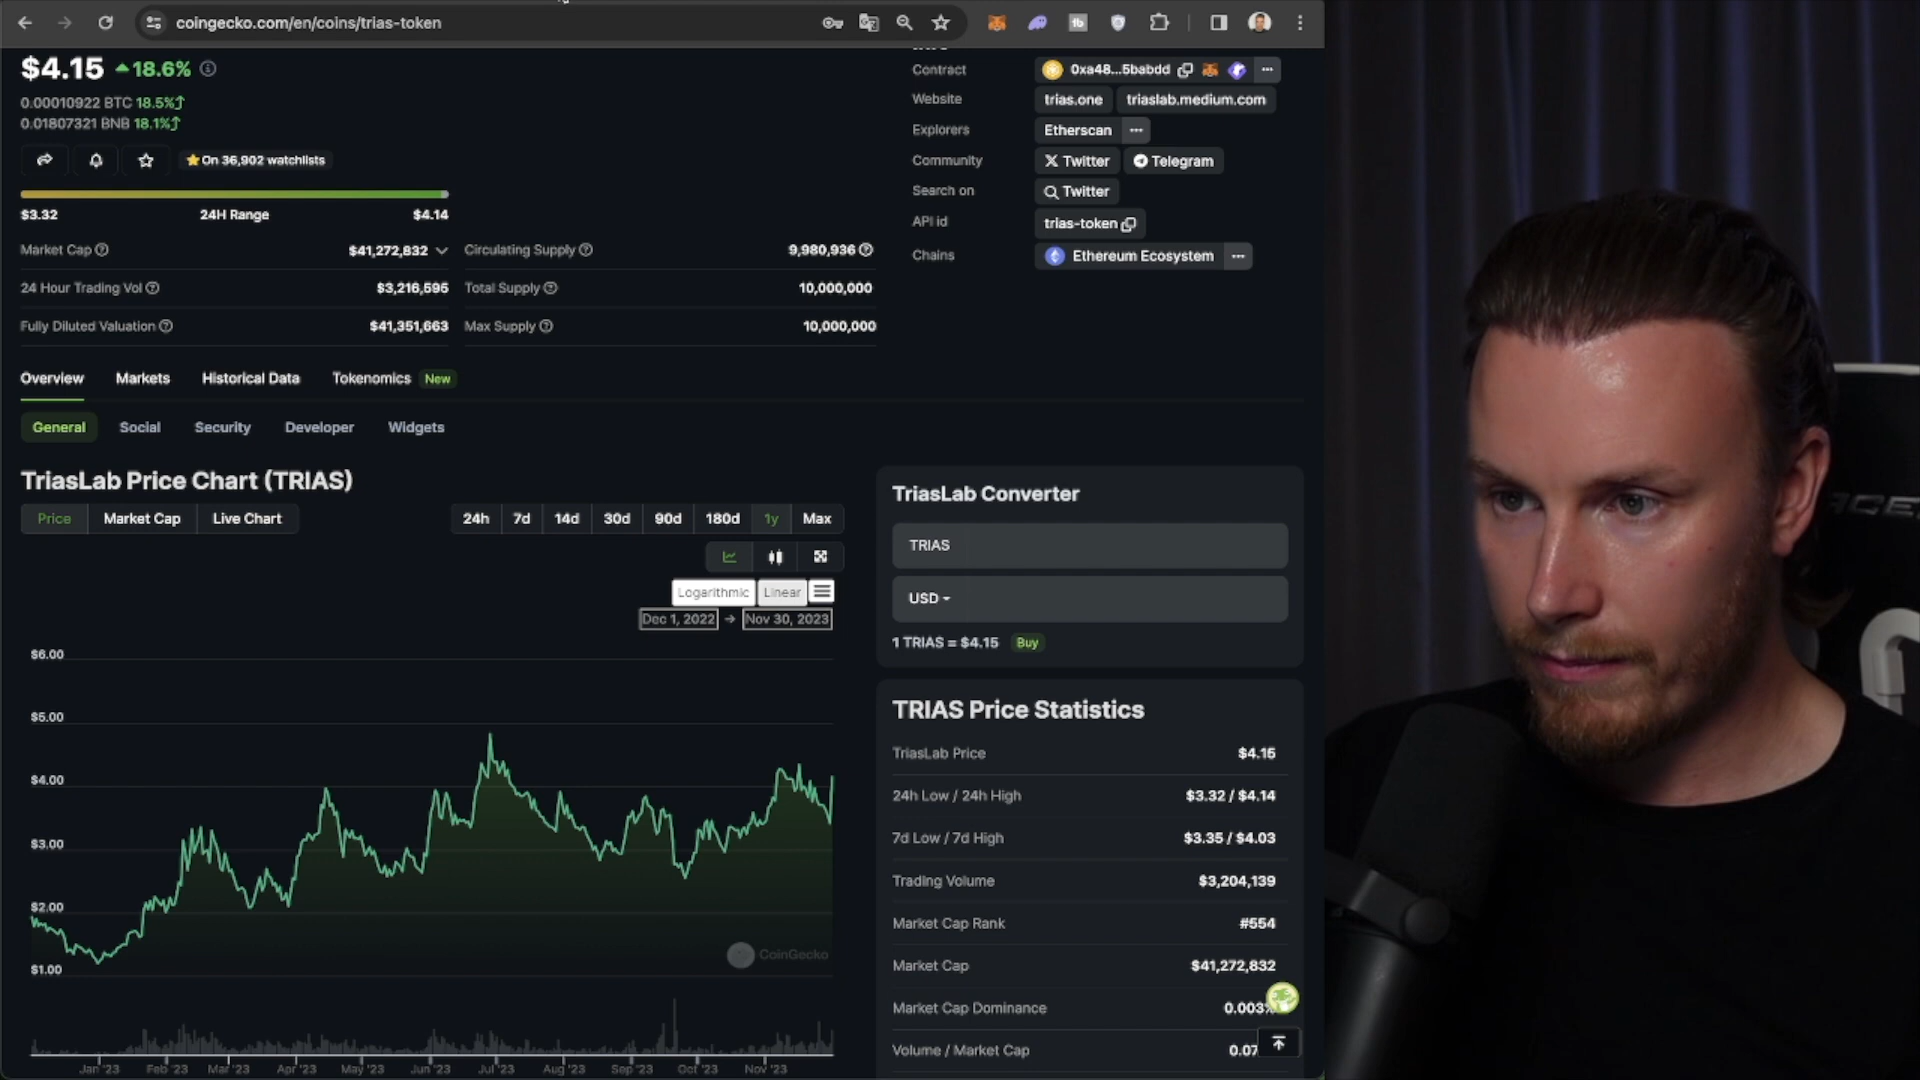 coingecko.com/en/coins/trias-token
$4.15 18.6%
0.00010922 BTC 18.5%
0.01807321 BNB 18.1%
On 36,902 watchlists
$3.32 24H Range $4.14
Market Cap $41,272,832
24 Hour Trading Vol $3,216,595
Fully Diluted Valuation $41,351,663
Circulating Supply 9,980,936
Total Supply 10,000,000
Max Supply 10,000,000
Contract 0xa48...5babdd
Website trias.one triaslab.medium.com
Explorers Etherscan
Community Twitter Telegram
Search on Twitter
API id trias-token
Chains Ethereum Ecosystem
Overview Markets Historical Data Tokenomics New
General Social Security Developer Widgets
TriasLab Price Chart (TRIAS)
Price Market Cap Live Chart
24h 7d 14d 30d 90d 180d 1y Max
Logarithmic Linear
Dec 1, 2022 → Nov 30, 2023
$6.00
$5.00
$4.00
$3.00
$2.00
$1.00
CoinGecko
Jan '23 Feb '23 Mar '23 Apr '23 May '23 Jun '23 Jul '23 Aug '23 Sep '23 Oct '23 Nov '23
TriasLab Converter
TRIAS
USD
1 TRIAS = $4.15 Buy
TRIAS Price Statistics
TriasLab Price $4.15
24h Low / 24h High $3.32 / $4.14
7d Low / 7d High $3.35 / $4.03
Trading Volume $3,204,139
Market Cap Rank #554
Market Cap $41,272,832
Market Cap Dominance 0.003%
Volume / Market Cap 0.07